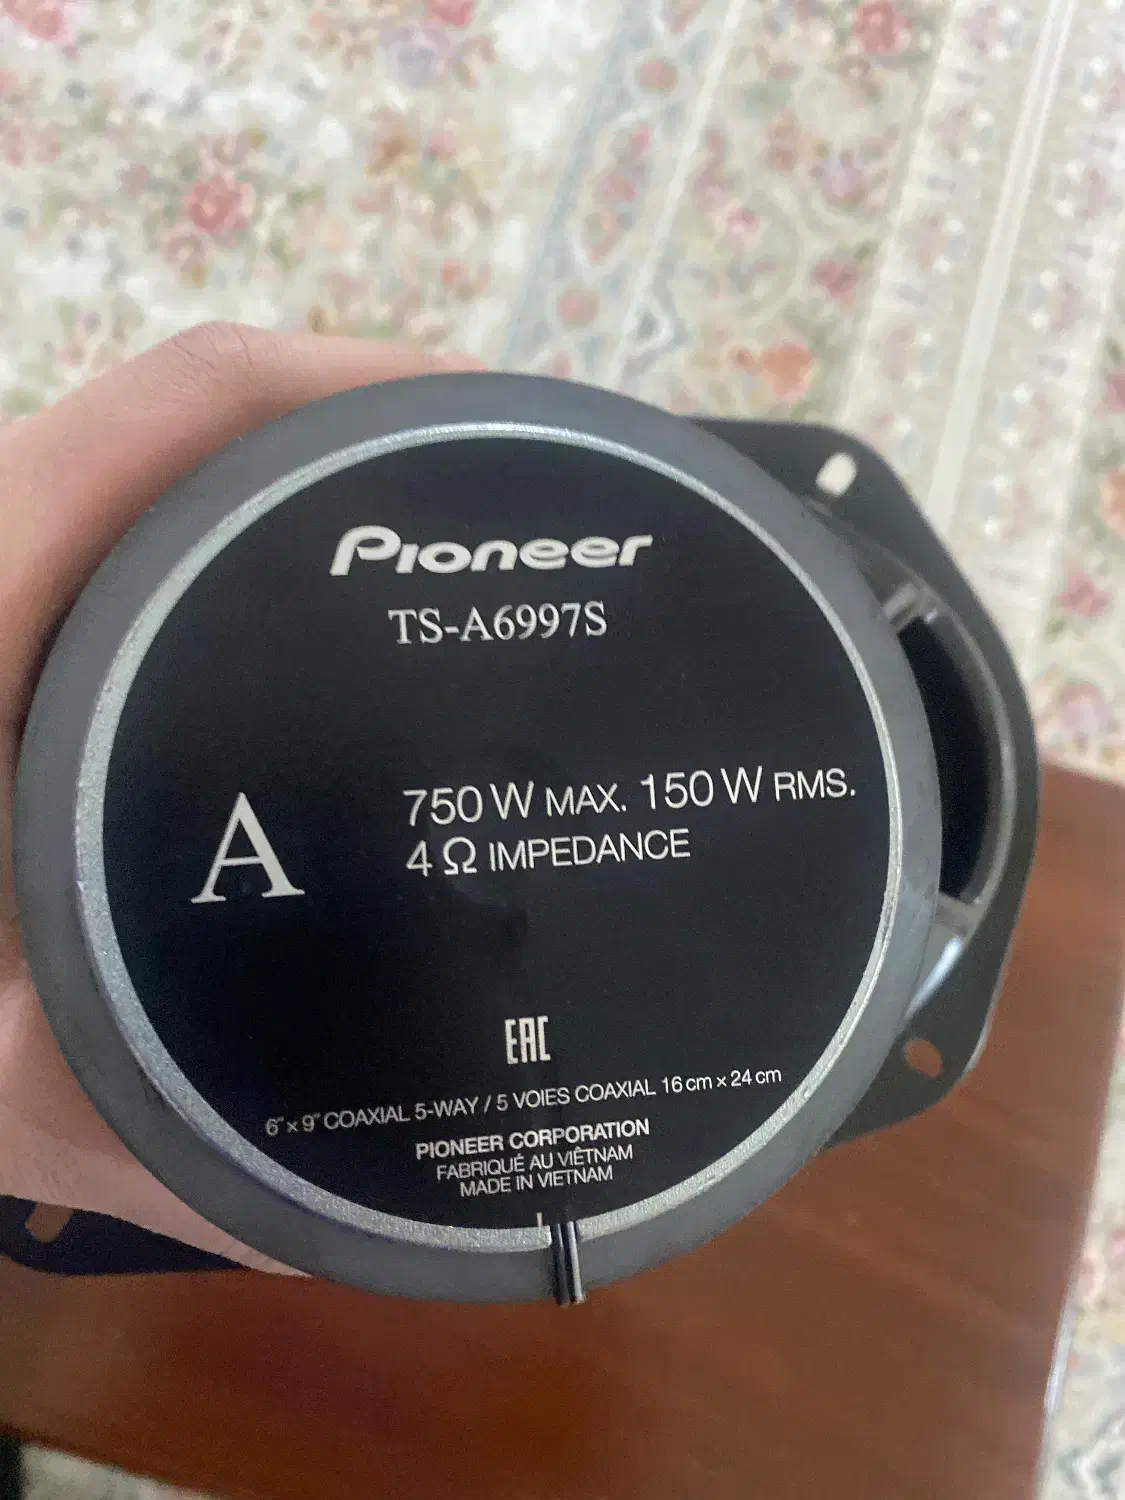 Pioneer
TS-A6997S
A
750 W MAX. 150 W RMS.
4 Ω IMPEDANCE
EAC
6"x 9" COAXIAL 5-WAY / 5 VOIES COAXIAL 16 cm x 24 cm
PIONEER CORPORATION
FABRIQUÉ AU VIÊTNAM
MADE IN VIETNAM